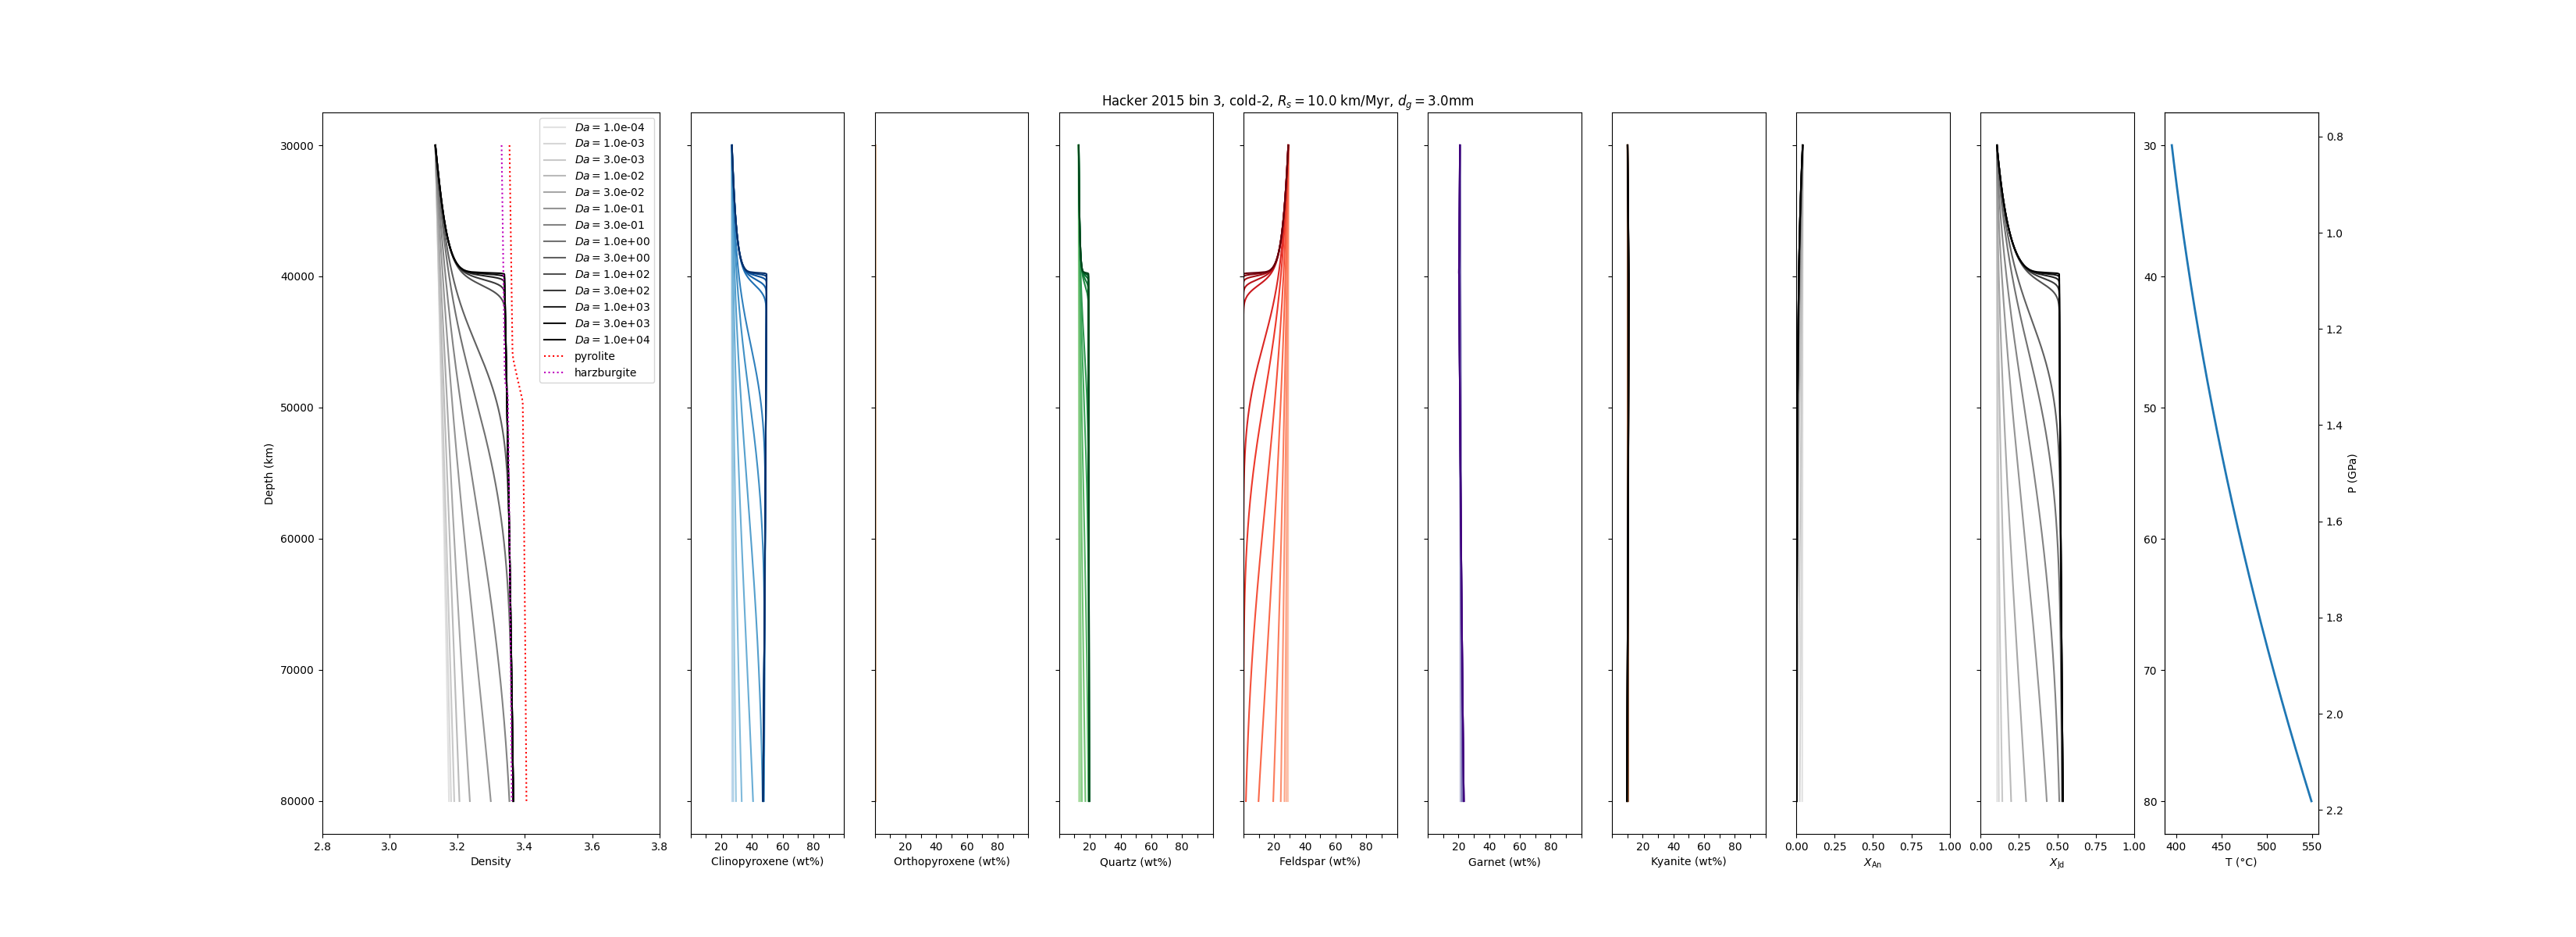 Hacker 2015 bin 3, cold-2, R_s = 10.0 km/Myr, d_g = 3.0mm
Da = 1.0e-04
Da = 1.0e-03
Da = 3.0e-03
Da = 1.0e-02
Da = 3.0e-02
Da = 1.0e-01
Da = 3.0e-01
Da = 1.0e+00
Da = 3.0e+00
Da = 1.0e+02
Da = 3.0e+02
Da = 1.0e+03
Da = 3.0e+03
Da = 1.0e+04
pyrolite
harzburgite
Depth (km)
30000
40000
50000
60000
70000
80000
2.8 3.0 3.2 3.4 3.6 3.8
Density
20 40 60 80
Clinopyroxene (wt%)
20 40 60 80
Orthopyroxene (wt%)
20 40 60 80
Quartz (wt%)
20 40 60 80
Feldspar (wt%)
20 40 60 80
Garnet (wt%)
20 40 60 80
Kyanite (wt%)
0.00 0.25 0.50 0.75 1.00
X_An
0.00 0.25 0.50 0.75 1.00
X_Jd
30
40
50
60
70
80
400 450 500 550
T (°C)
0.8
1.0
1.2
1.4
1.6
1.8
2.0
2.2
P (GPa)